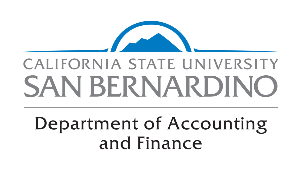 CALIFORNIA STATE UNIVERSITY
SAN BERNARDINO
Department of Accounting
and Finance